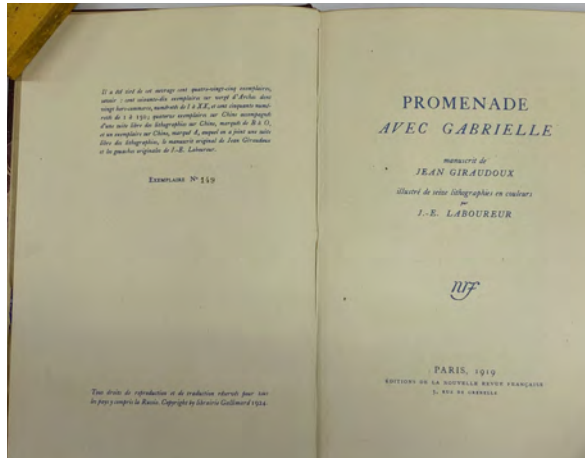 Il a été tiré de cet ouvrage cent quatre-vingt-cinq exemplaires,
savoir : cent soixante-dix exemplaires sur vergé d'Arches dont
vingt hors-commerce, numérotés de I à XX, et cent cinquante numé-
rotés de 1 à 150; quatorze exemplaires sur Chine accompagnés
d'une suite libre des lithographies sur Chine, marqués de B à O,
et un exemplaire sur Chine, marqué A, auquel on a joint une suite
libre des lithographies, le manuscrit original de Jean Giraudoux
et les gouaches originales de J.-E. Laboureur.
EXEMPLAIRE N° 149
Tous droits de reproduction et de traduction réservés pour tous
les pays y compris la Russie. Copyright by librairie Gallimard 1924.
PROMENADE
AVEC GABRIELLE
manuscrit de
JEAN GIRAUDOUX
illustré de seize lithographies en couleurs
par
J.-E. LABOUREUR
nrf
PARIS, 1919
ÉDITIONS DE LA NOUVELLE REVUE FRANÇAISE
3, RUE DE GRENELLE